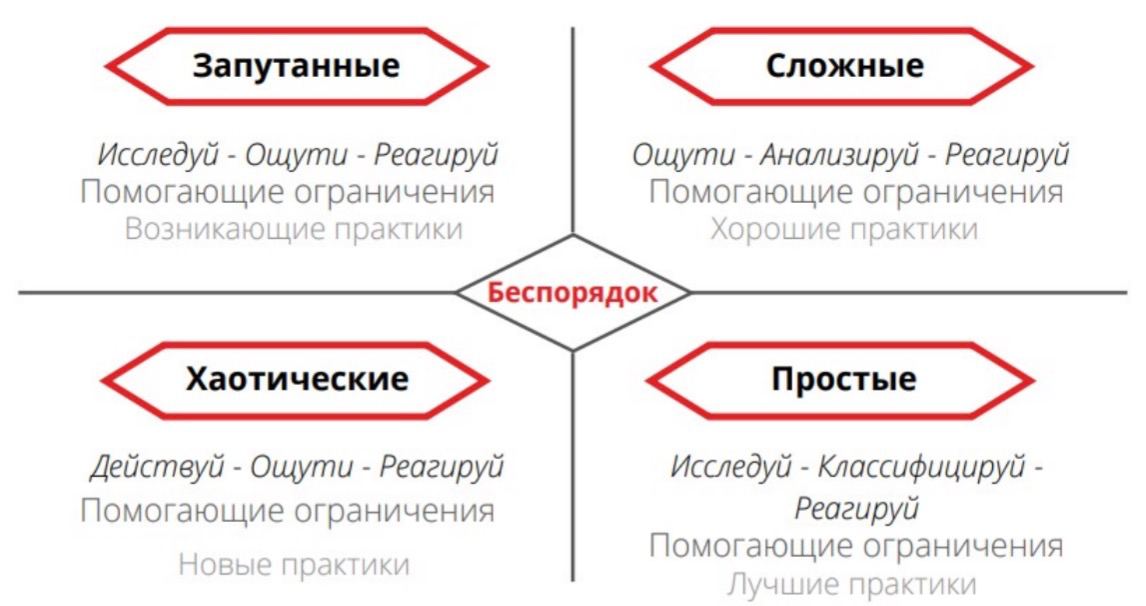 Запутанные
Исследуй - Ощути - Реагируй
Помогающие ограничения
Возникающие практики
Сложные
Ощути - Анализируй - Реагируй
Помогающие ограничения
Хорошие практики
Беспорядок
Хаотические
Действуй - Ощути - Реагируй
Помогающие ограничения
Новые практики
Простые
Исследуй - Классифицируй -
Реагируй
Помогающие ограничения
Лучшие практики